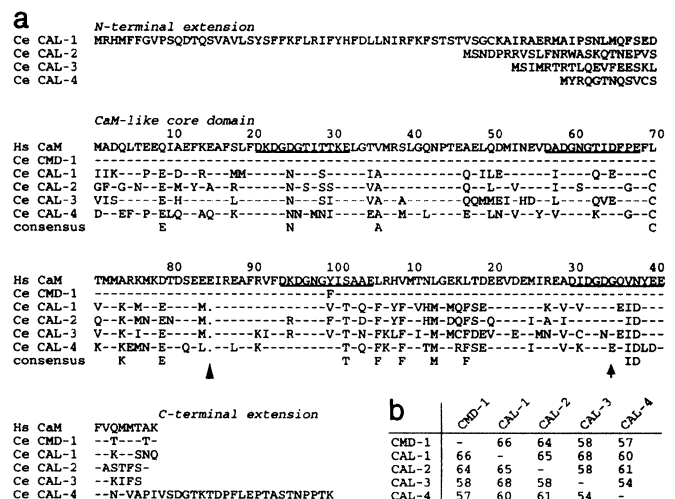 a
N-terminal extension
Ce CAL-1 MRHMFFGVPSQDTQSVAVLSYSFFKFLRIFYHFDLLNIRFKFSTSTVSGCKAIRAERMAIPSNLMQFSED
Ce CAL-2 MSNDPRRVSLFNRWASKQTNEPVS
Ce CAL-3 MSIMRTRTLQEVFEESKL
Ce CAL-4 MYRQGTNQSVCS
CaM-like core domain
10 20 30 40 50 60 70
Hs CaM MADQLTEEQIAEFKEAFSLFDKDGDGTITTKELGTVMRSLGQNPTEAELQDMINEVDADGNGTIDFPEFL
Ce CMD-1 ----------------------------------------------------------------------
Ce CAL-1 IIK--P-E--D--R---MM-----N---S-----IA----------Q-ILE------I---Q-E----C
Ce CAL-2 GF-G-N--E-M-Y-A--R------N-S-SS----VA----------Q--L--V----I--S-----G--C
Ce CAL-3 VIS-----E-H------L------N---SI----VA--A-------QQMMEI-HD--L----QVE----C
Ce CAL-4 D--EF-P-ELQ--AQ--K------NN-MNI----EA--M--L----E--LN-V--Y-V---K---G--C
consensus E N A L
80 90 100 10 20 30 40
Hs CaM TMMARKMKDTDSEEEIREAFRVFDKDGNGYISAAELRHVMTNLGEKLTDEEVDEMIREADIDGDGQVNYEE
Ce CMD-1 -----------------------------F-----------------------------------------
Ce CAL-1 V--K-M---E----M.--------------V-T-Q-F-YF-VHM-MQFSE------K-V-V-----EID--
Ce CAL-2 Q--K-MN-EN----M.-------R------V-T-D-F-YF-HM-DQFS-Q-----I-A-I------EID--
Ce CAL-3 V--K-I--E-----M.---KI--R------V-T-N-FKLF-I-MCFDEV--E---MN-V-C-N---EID--
Ce CAL-4 K--KEMN-E---Q-L.--L--K--------T-Q-FK-F-TM-RFSE----------I-V-K---E-IDLD-
consensus K E T F F M F ID
C-terminal extension
Hs CaM FVQMMTAK
Ce CMD-1 --T---T-
Ce CAL-1 --K--SNQ
Ce CAL-2 -ASTFS-
Ce CAL-3 --KIFS
Ce CAL-4 --N-VAPIVSDGTKTDPFLEPTASTNPPTK
b
CMD-1 CAL-1 CAL-2 CAL-3 CAL-4
CMD-1 - 66 64 58 57
CAL-1 66 - 65 68 60
CAL-2 64 65 - 58 61
CAL-3 58 68 58 - 54
CAL-4 57 60 61 54 -